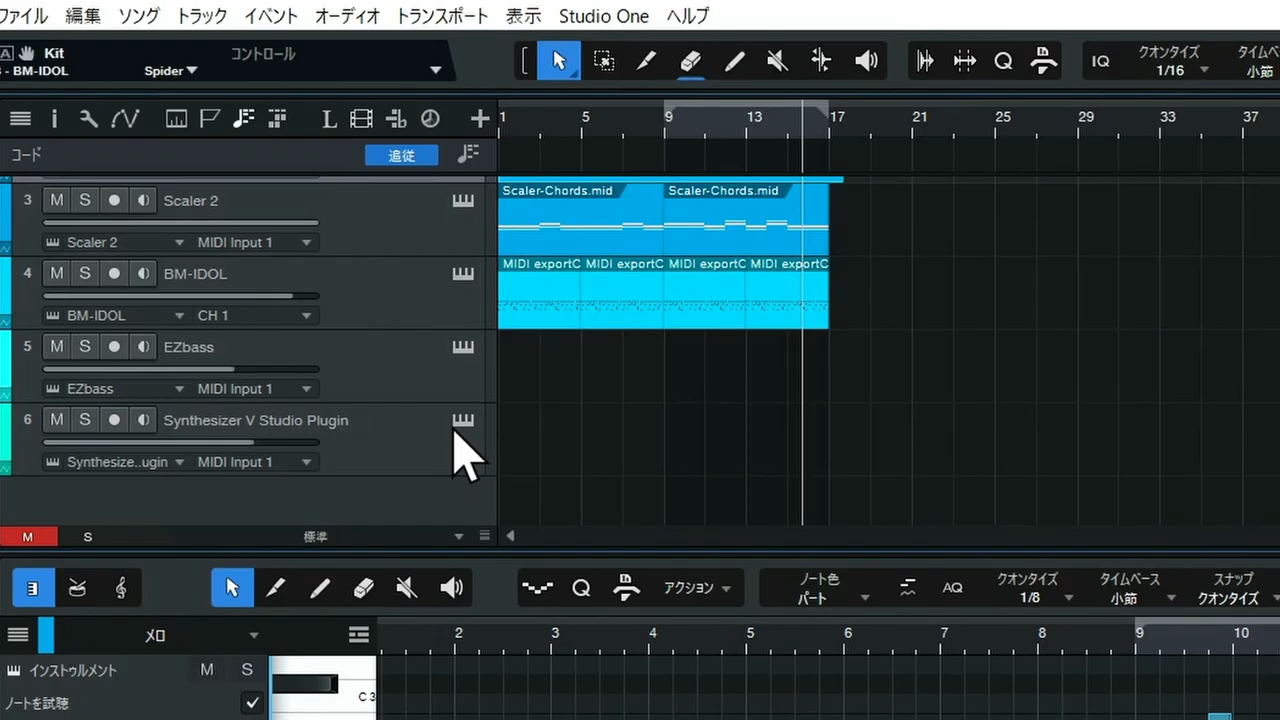 ファイル 編集 ソング トラック イベント オーディオ トランスポート 表示 Studio One ヘルプ
A Kit コントロール
- BM-IDOL Spider
IQ クオンタイズ 1/16 タイムベ 小節
1 5 9 13 17 21 25 29 33 37
コード 追従
3 M S Scaler 2
Scaler 2 MIDI Input 1
Scaler-Chords.mid Scaler-Chords.mid
4 M S BM-IDOL
BM-IDOL CH 1
MIDI exportC MIDI exportC MIDI exportC MIDI exportC
5 M S EZbass
EZbass MIDI Input 1
6 M S Synthesizer V Studio Plugin
Synthesize..ugin MIDI Input 1
M S 標準
アクション ノート色 パート AQ クオンタイズ 1/8 タイムベース 小節 スナップ クオンタイズ
メロ 2 3 4 5 6 7 8 9 10
インストゥルメント M S
ノートを試聴 C 3